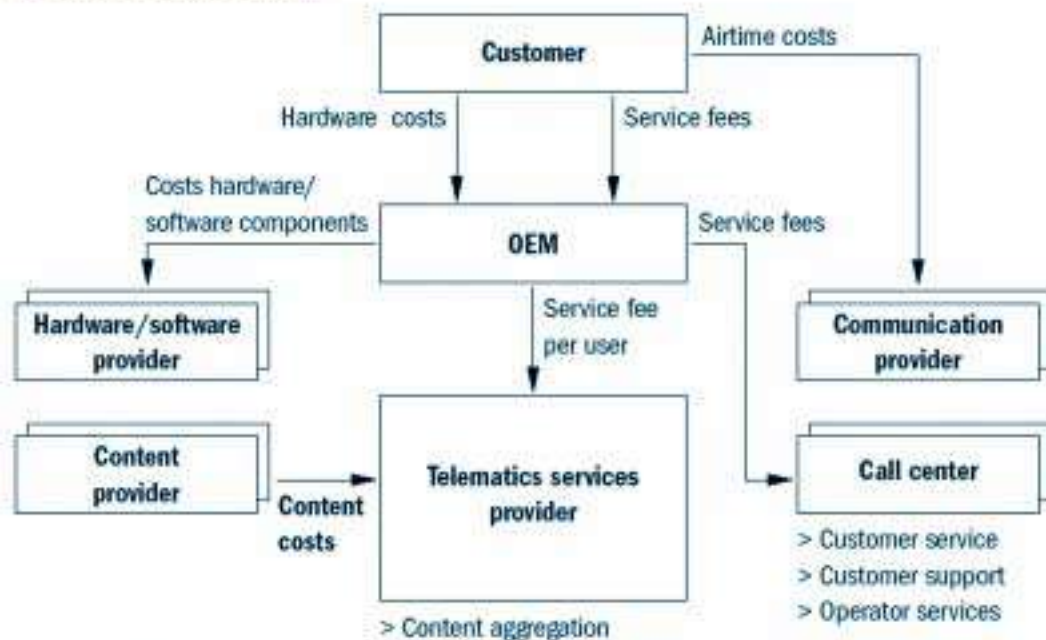 Customer
Airtime costs
Hardware costs
Service fees
Costs hardware/
software components
OEM
Service fees
Hardware/software
provider
Service fee
per user
Communication
provider
Content
provider
Content
costs
Telematics services
provider
Call center
> Customer service
> Customer support
> Operator services
> Content aggregation